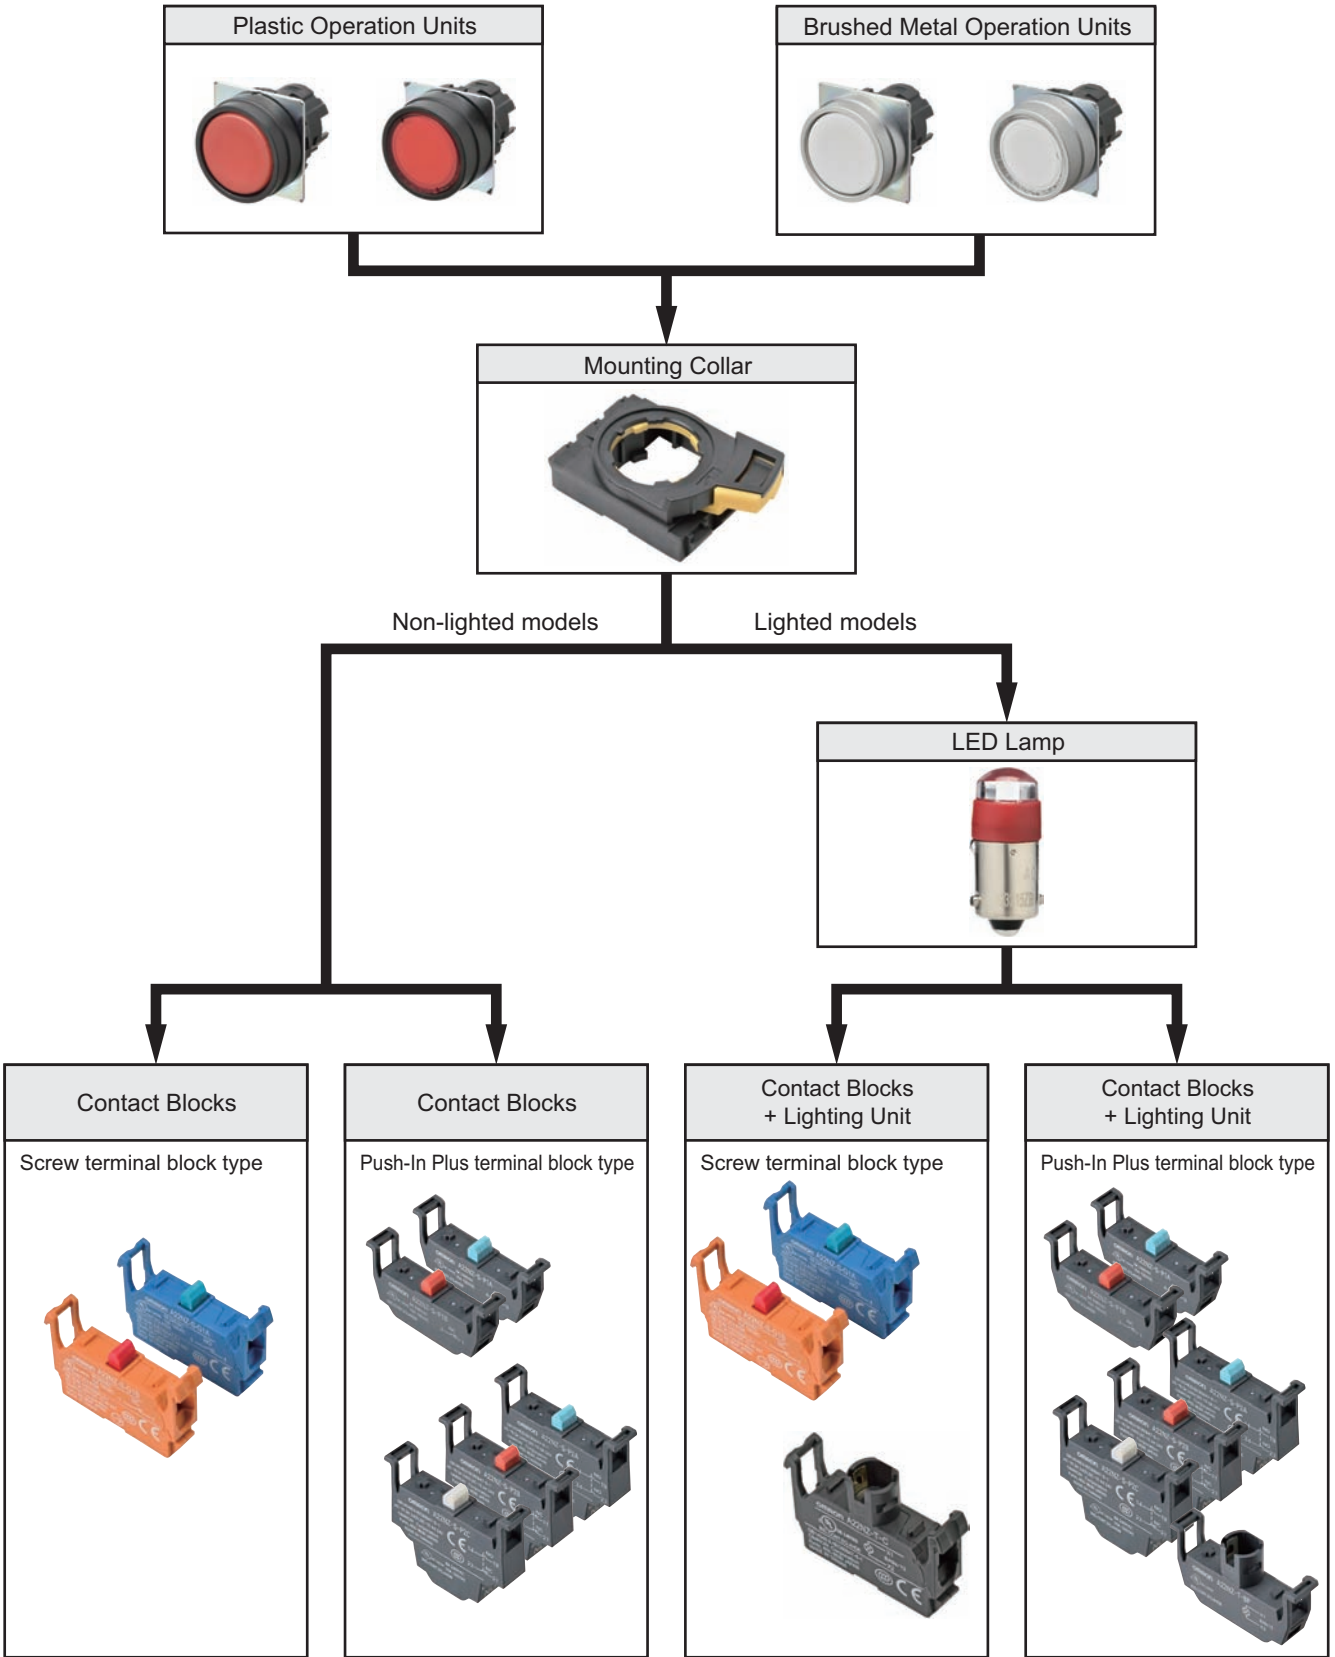 Plastic Operation Units
Brushed Metal Operation Units
Mounting Collar
Non-lighted models
Lighted models
LED Lamp
Contact Blocks
Contact Blocks
Contact Blocks
+ Lighting Unit
Contact Blocks
+ Lighting Unit
Screw terminal block type
Push-In Plus terminal block type
Screw terminal block type
Push-In Plus terminal block type